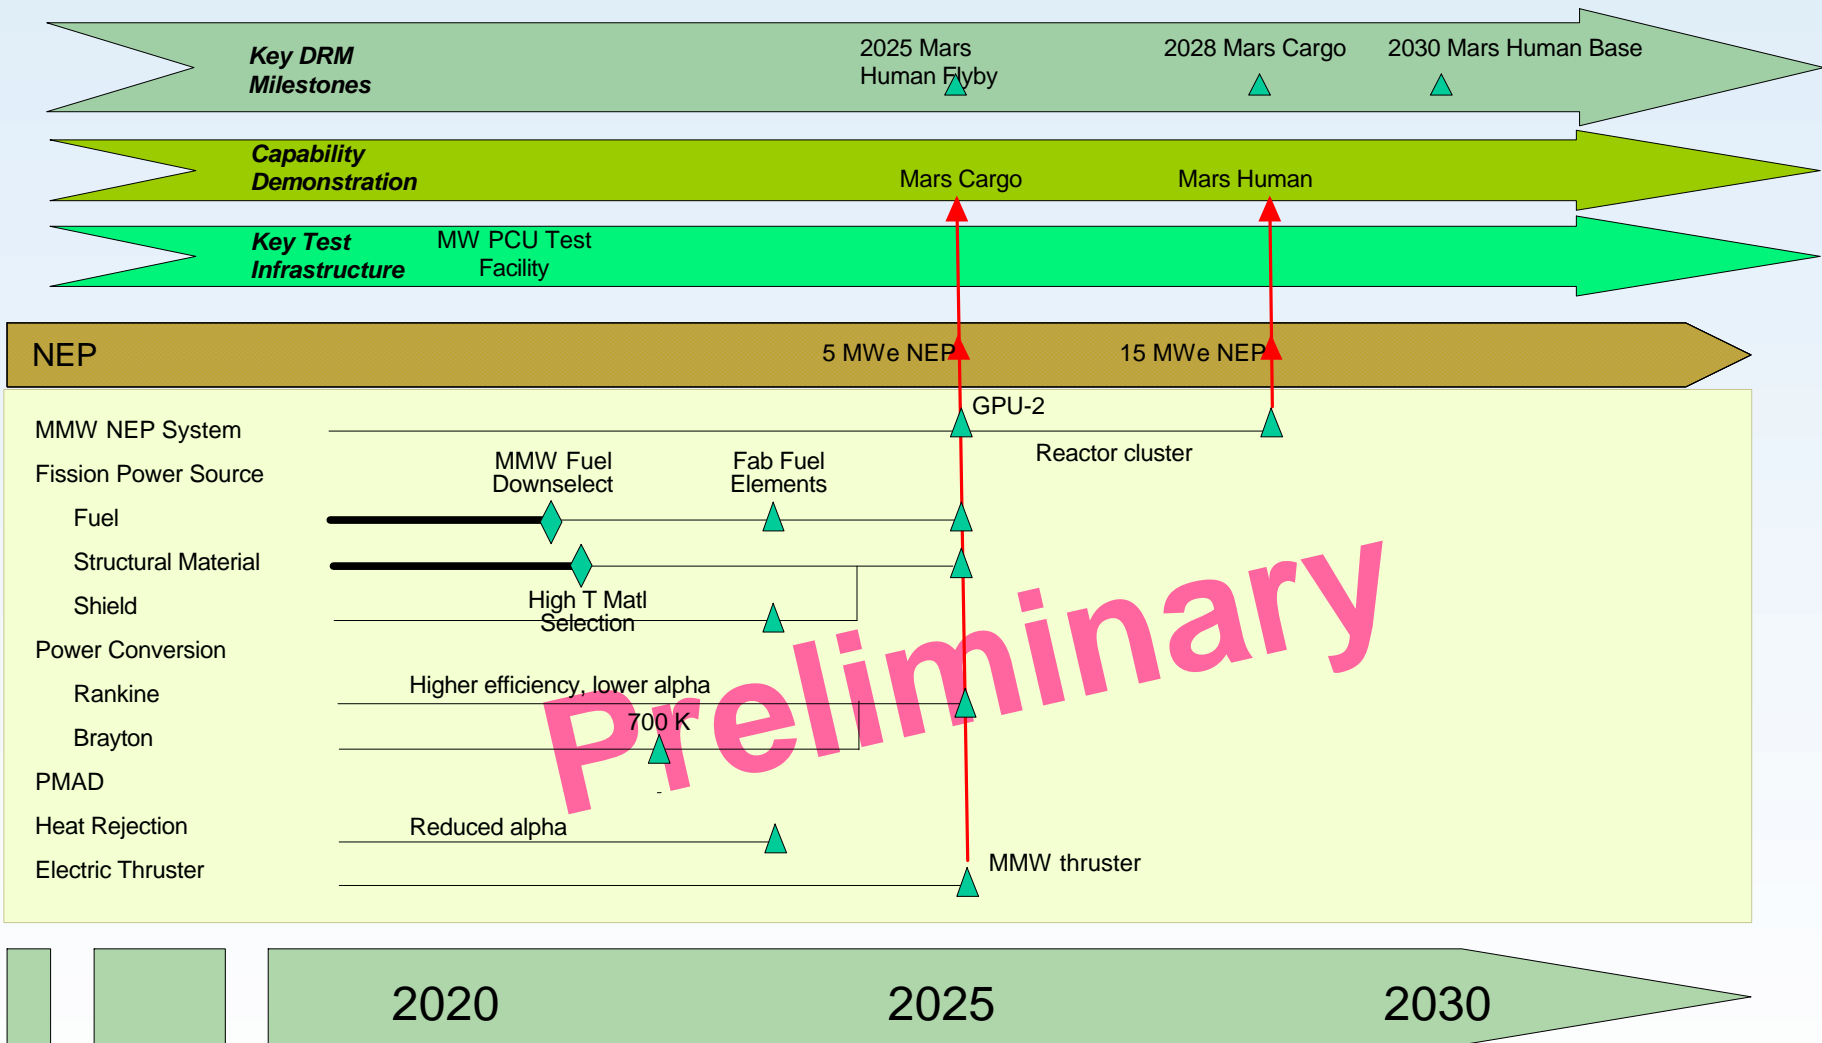 Key DRM
Milestones
2025 Mars
Human Flyby
2028 Mars Cargo
2030 Mars Human Base
Capability
Demonstration
Mars Cargo
Mars Human
Key Test
Infrastructure
MW PCU Test
Facility
NEP
5 MWe NEP
15 MWe NEP
MMW NEP System
GPU-2
Reactor cluster
Fission Power Source
MMW Fuel
Downselect
Fab Fuel
Elements
Fuel
Structural Material
Shield
High T Matl
Selection
Power Conversion
Rankine
Higher efficiency, lower alpha
Brayton
700 K
PMAD
-
Heat Rejection
Reduced alpha
Electric Thruster
MMW thruster
Preliminary
2020
2025
2030